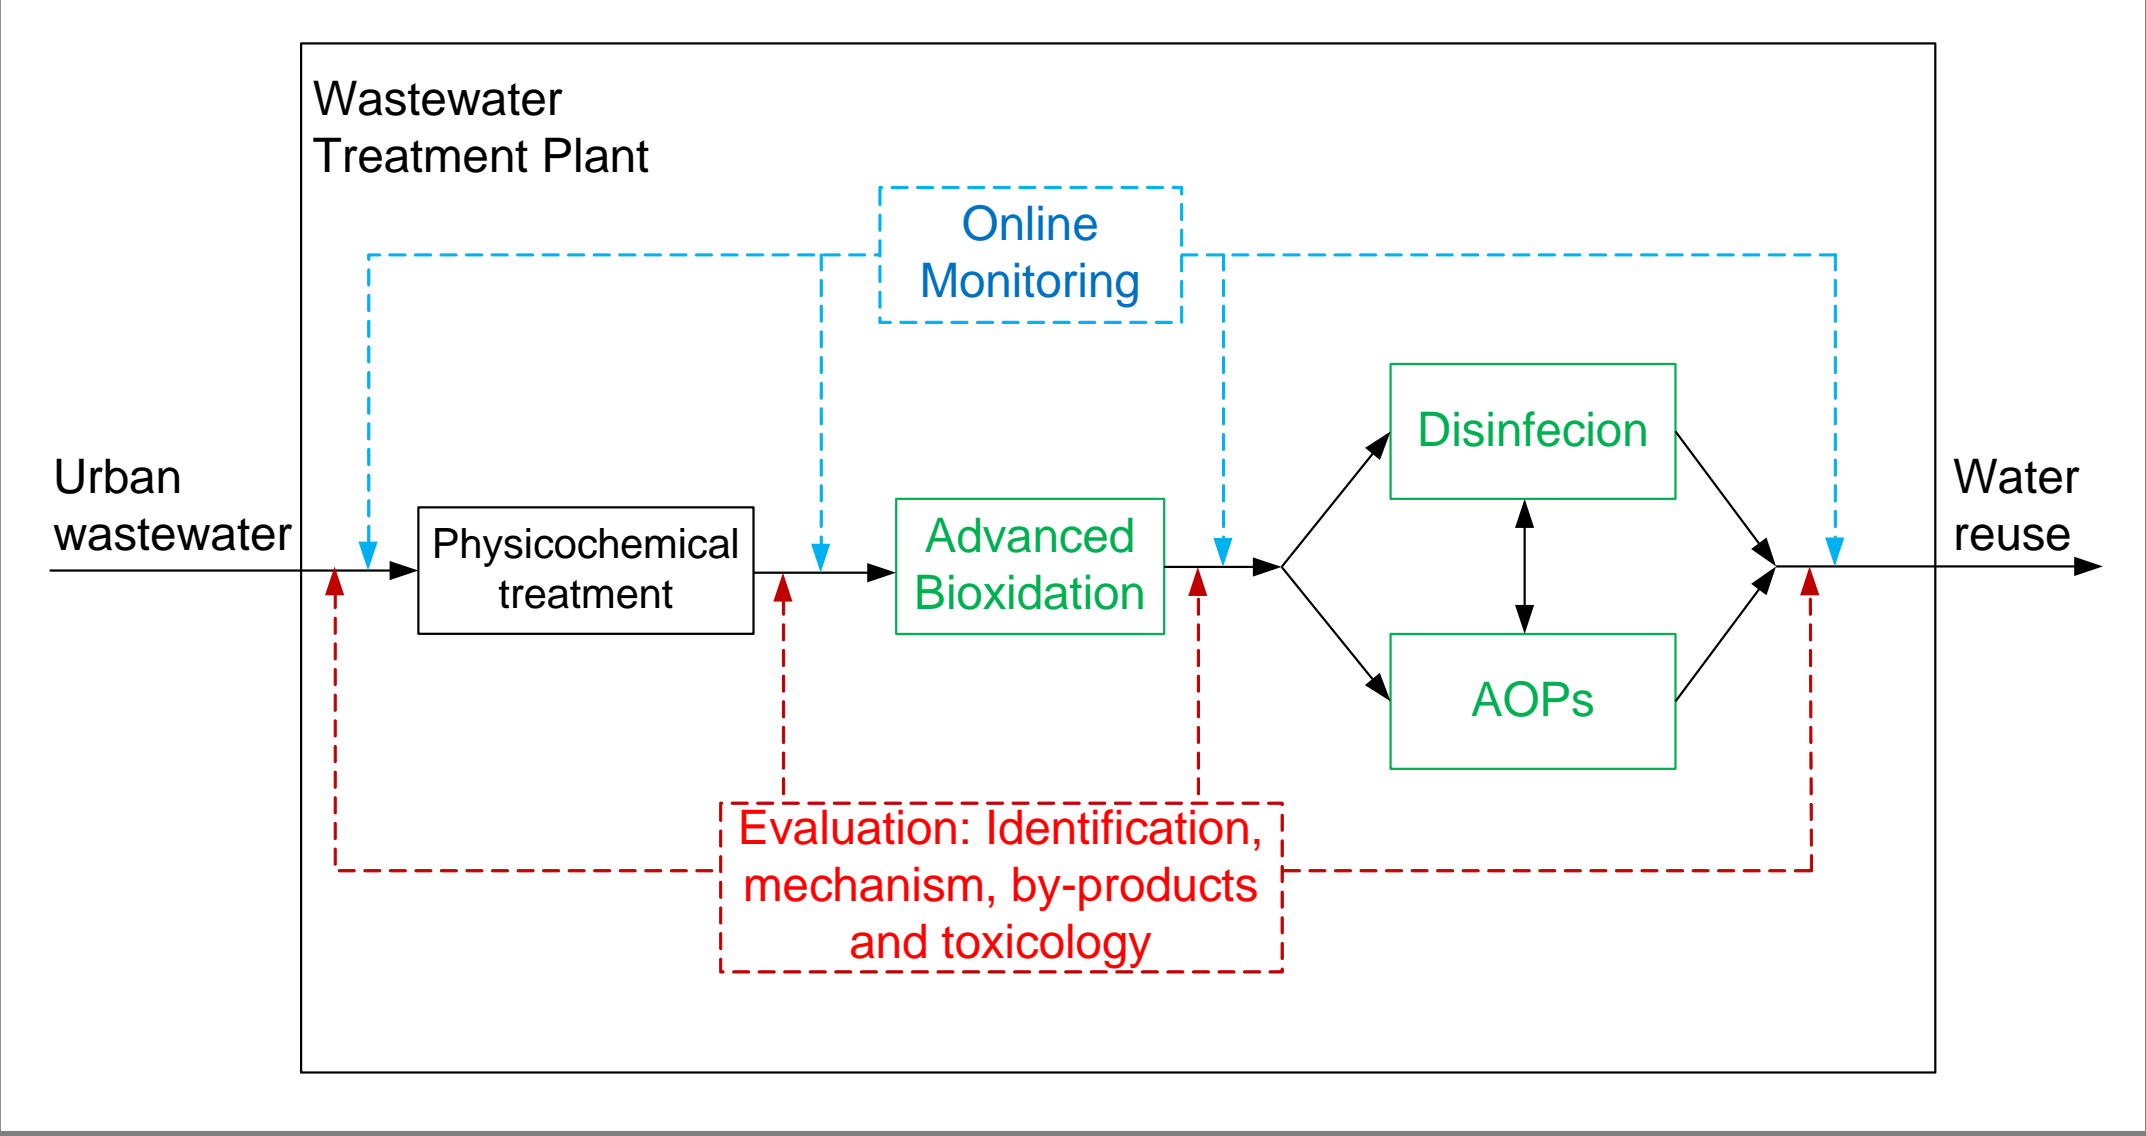 Wastewater
Treatment Plant
Online
Monitoring
Urban
wastewater
Physicochemical
treatment
Advanced
Bioxidation
Disinfecion
AOPs
Water
reuse
Evaluation: Identification,
mechanism, by-products
and toxicology